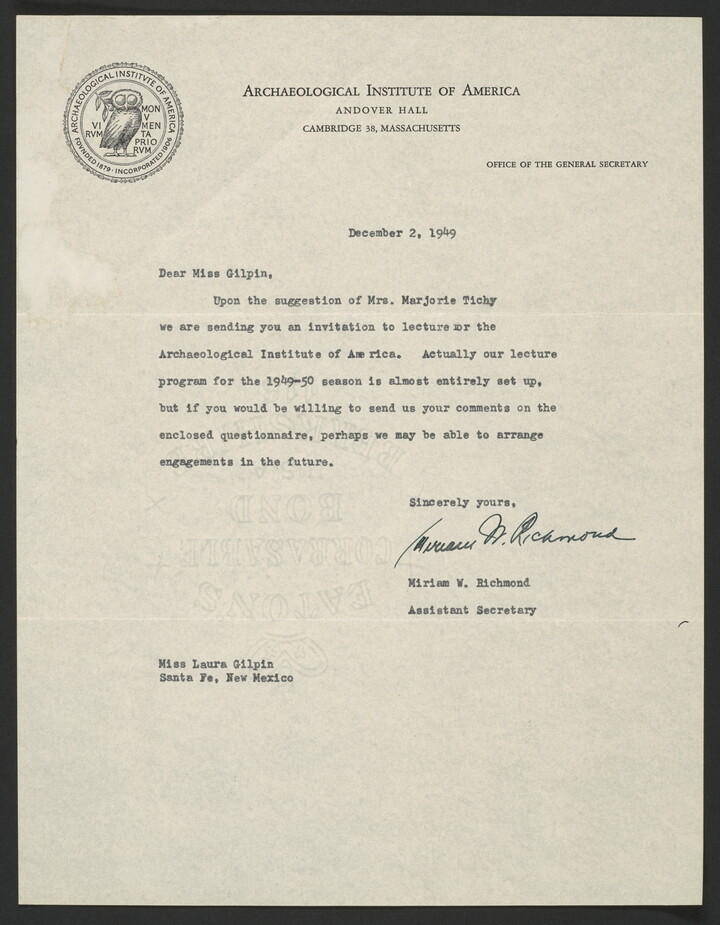 ARCHAEOLOGICAL INSTITVTE OF AMERICA
FOVNDED 1879 · INCORPORATED 1906
VI
RVM
MON
V
MEN
TA
PRIO
RVM
ARCHAEOLOGICAL INSTITUTE OF AMERICA
ANDOVER HALL
CAMBRIDGE 38, MASSACHUSETTS
OFFICE OF THE GENERAL SECRETARY
December 2, 1949
Dear Miss Gilpin,
Upon the suggestion of Mrs. Marjorie Tichy
we are sending you an invitation to lecture for the
Archaeological Institute of America. Actually our lecture
program for the 1949-50 season is almost entirely set up,
but if you would be willing to send us your comments on the
enclosed questionnaire, perhaps we may be able to arrange
engagements in the future.
Sincerely yours,
Miriam W. Richmond
Miriam W. Richmond
Assistant Secretary
Miss Laura Gilpin
Santa Fe, New Mexico
BOND
CORRASABLE
EATON'S